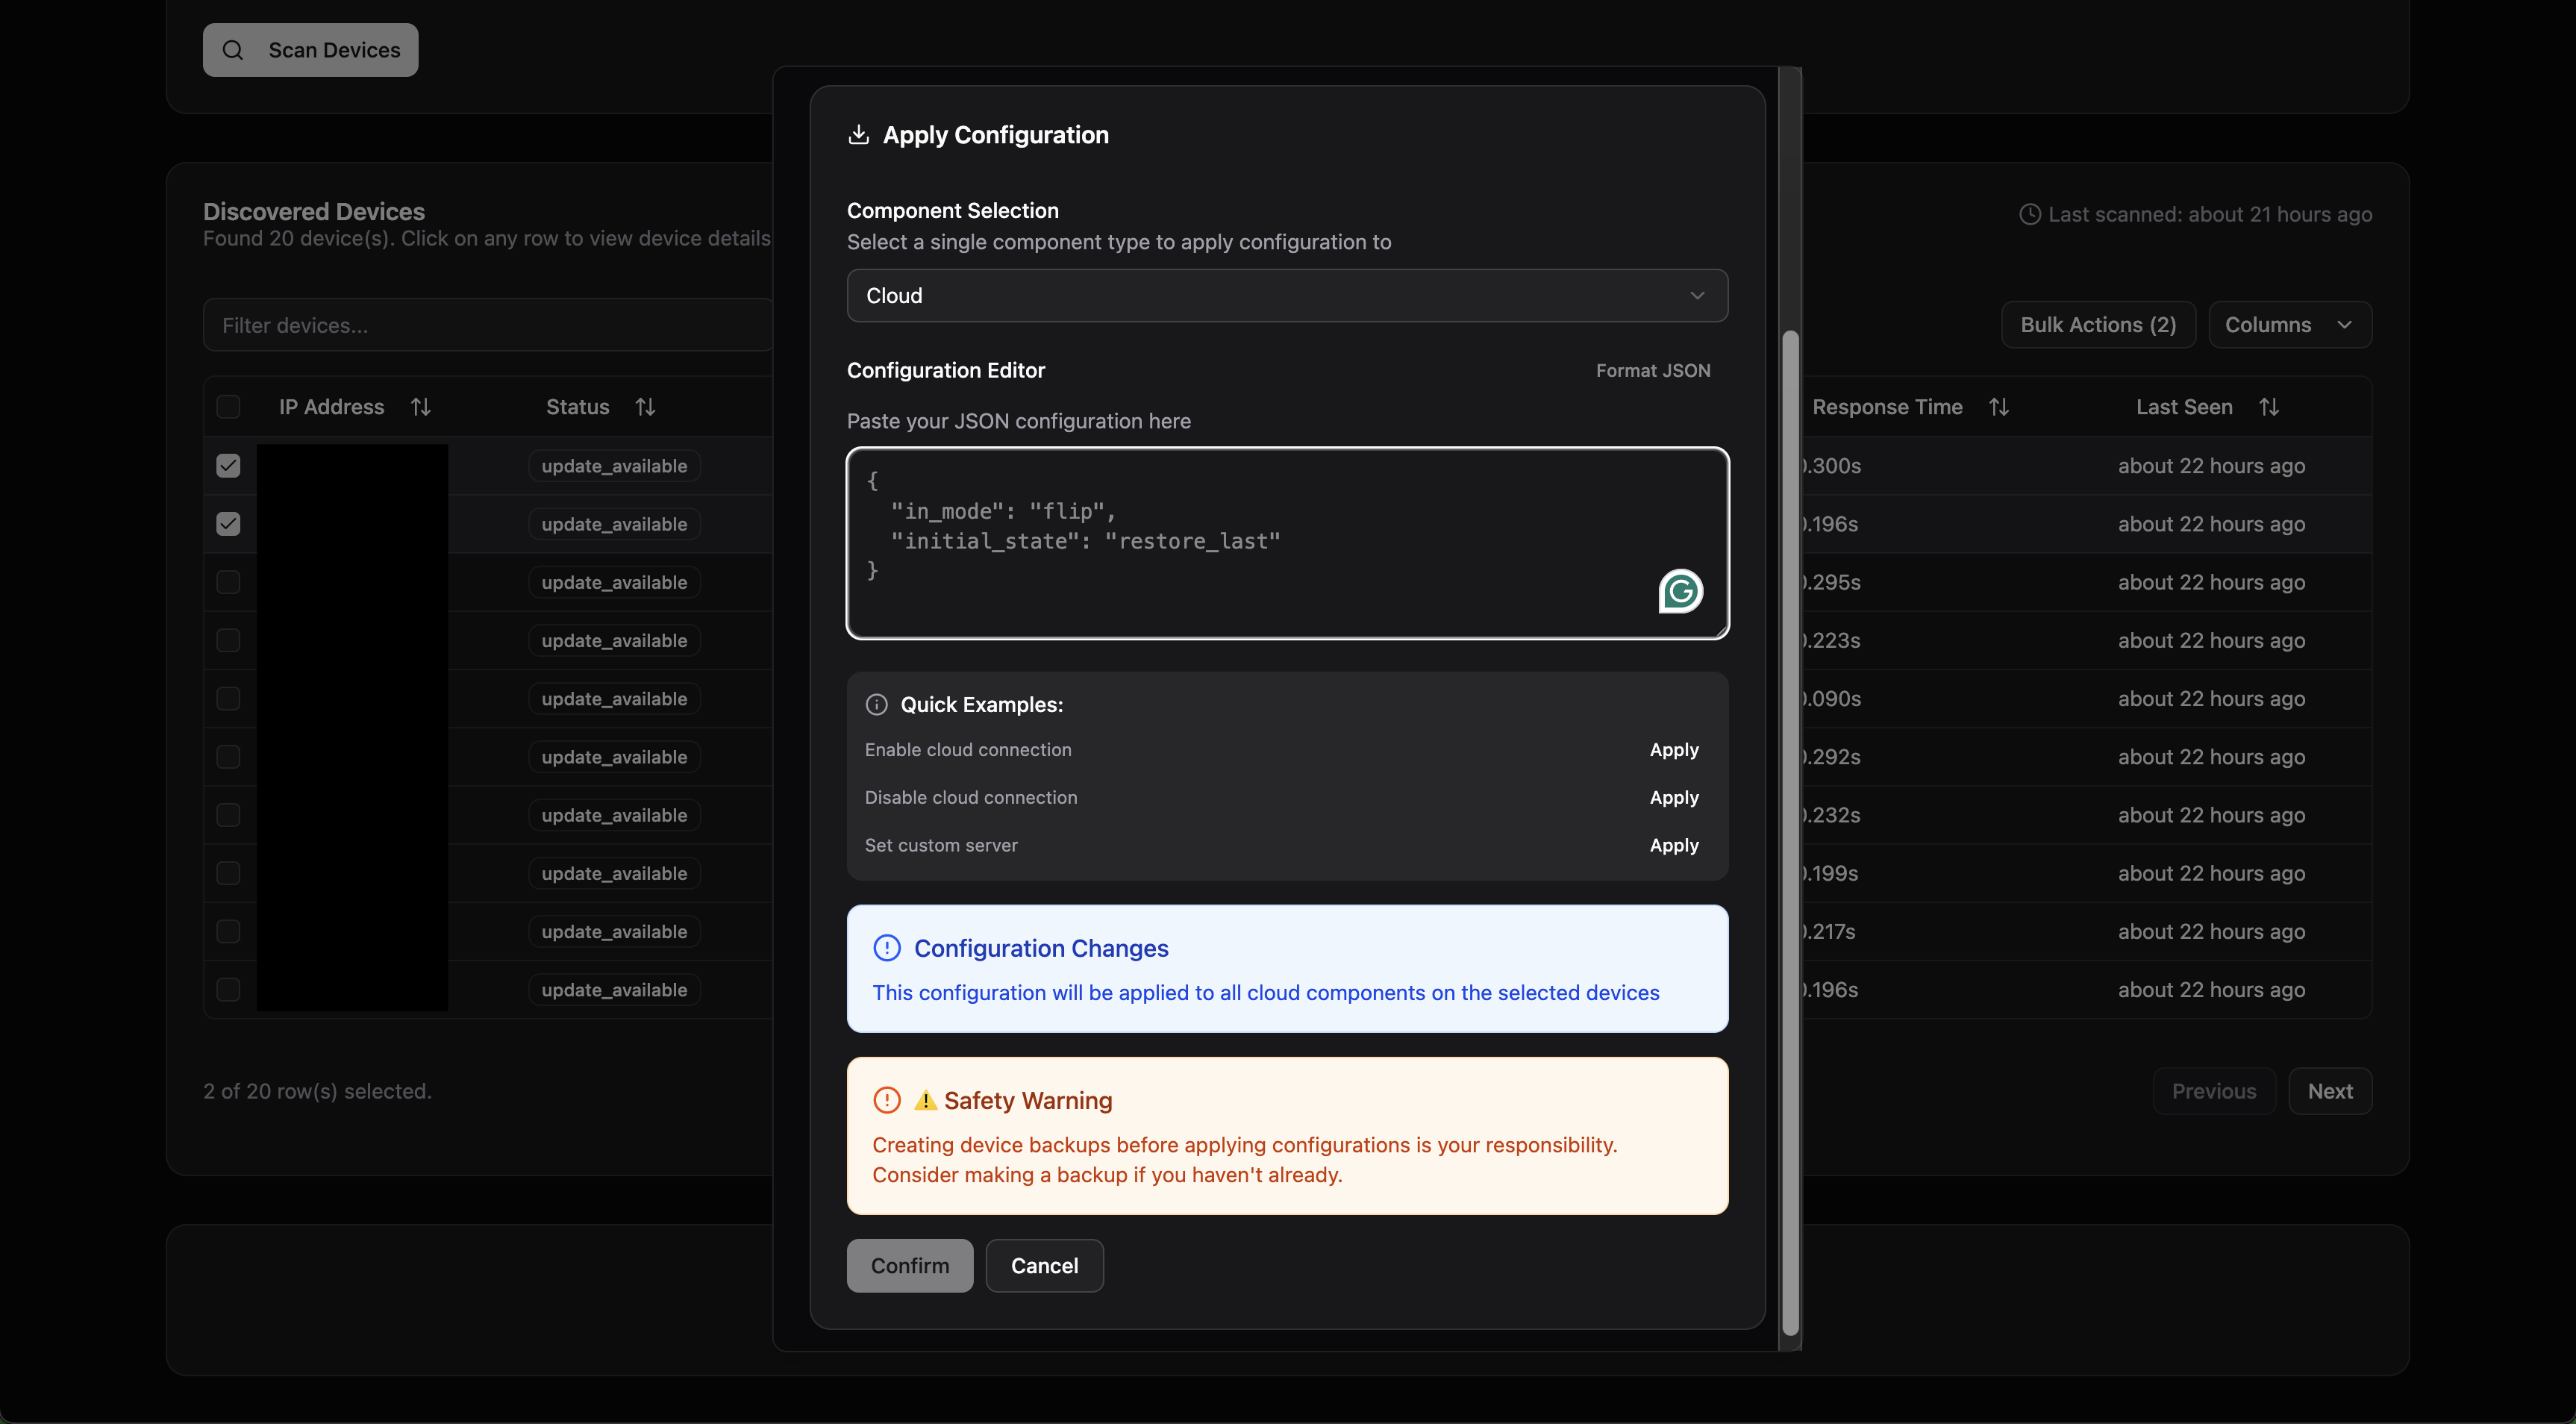 Scan Devices
Discovered Devices
Found 20 device(s). Click on any row to view device details
Last scanned: about 21 hours ago
Filter devices...
Bulk Actions (2)
Columns
IP Address
Status
Response Time
Last Seen
update_available
.300s
about 22 hours ago
update_available
.196s
about 22 hours ago
update_available
.295s
about 22 hours ago
update_available
.223s
about 22 hours ago
update_available
.090s
about 22 hours ago
update_available
.292s
about 22 hours ago
update_available
.232s
about 22 hours ago
update_available
.199s
about 22 hours ago
update_available
.217s
about 22 hours ago
update_available
.196s
about 22 hours ago
2 of 20 row(s) selected.
Previous
Next
Apply Configuration
Component Selection
Select a single component type to apply configuration to
Cloud
Configuration Editor
Format JSON
Paste your JSON configuration here
{
"in_mode": "flip",
"initial_state": "restore_last"
}
Quick Examples:
Enable cloud connection
Apply
Disable cloud connection
Apply
Set custom server
Apply
Configuration Changes
This configuration will be applied to all cloud components on the selected devices
⚠️ Safety Warning
Creating device backups before applying configurations is your responsibility.
Consider making a backup if you haven't already.
Confirm
Cancel